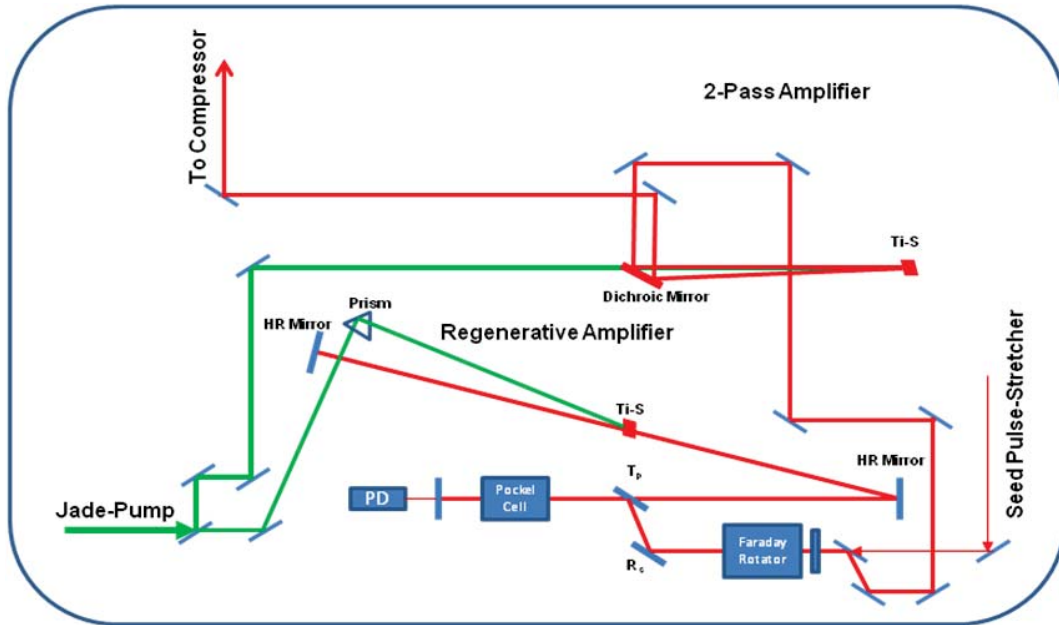 To Compressor
2-Pass Amplifier
Ti-S
Dichroic Mirror
Prism
HR Mirror
Regenerative Amplifier
Ti-S
HR Mirror
Seed Pulse-Stretcher
Jade-Pump
PD
Pockel
Cell
Tp
Rs
Faraday
Rotator